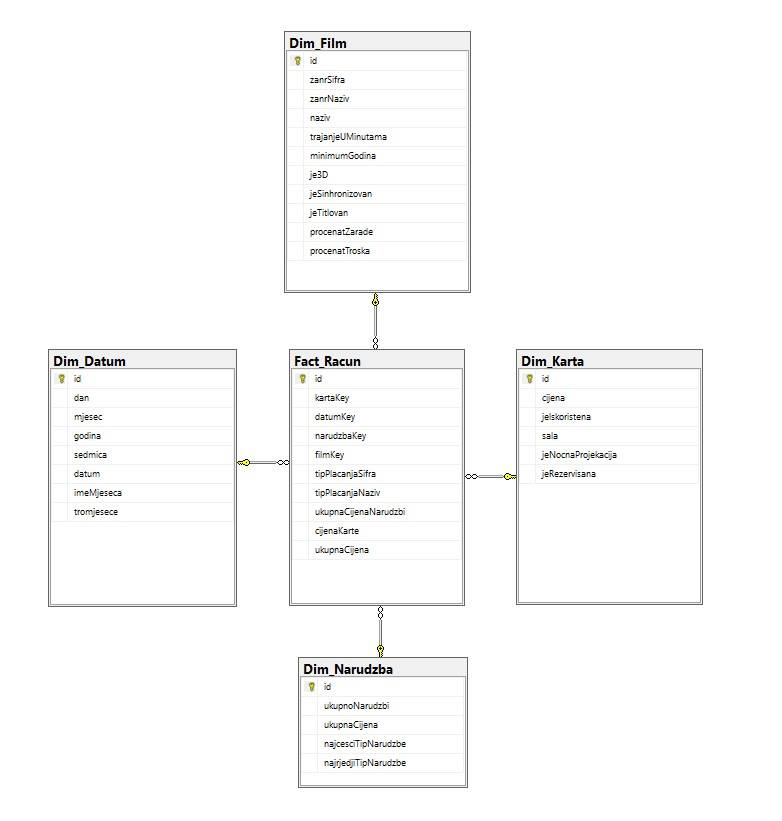 Dim_Film
id
zanrSifra
zanrNaziv
naziv
trajanjeUMinutama
minimumGodina
je3D
jeSinhronizovan
jeTitlovan
procenatZarade
procenatTroska
Dim_Datum
id
dan
mjesec
godina
sedmica
datum
imeMjeseca
tromjesece
Fact_Racun
id
kartaKey
datumKey
narudzbaKey
filmKey
tipPlacanjaSifra
tipPlacanjaNaziv
ukupnaCijenaNarudzbi
cijenaKarte
ukupnaCijena
Dim_Karta
id
cijena
jeIskoristena
sala
jeNocnaProjekacija
jeRezervisana
Dim_Narudzba
id
ukupnoNarudzbi
ukupnaCijena
najcesciTipNarudzbe
najrjedjiTipNarudzbe